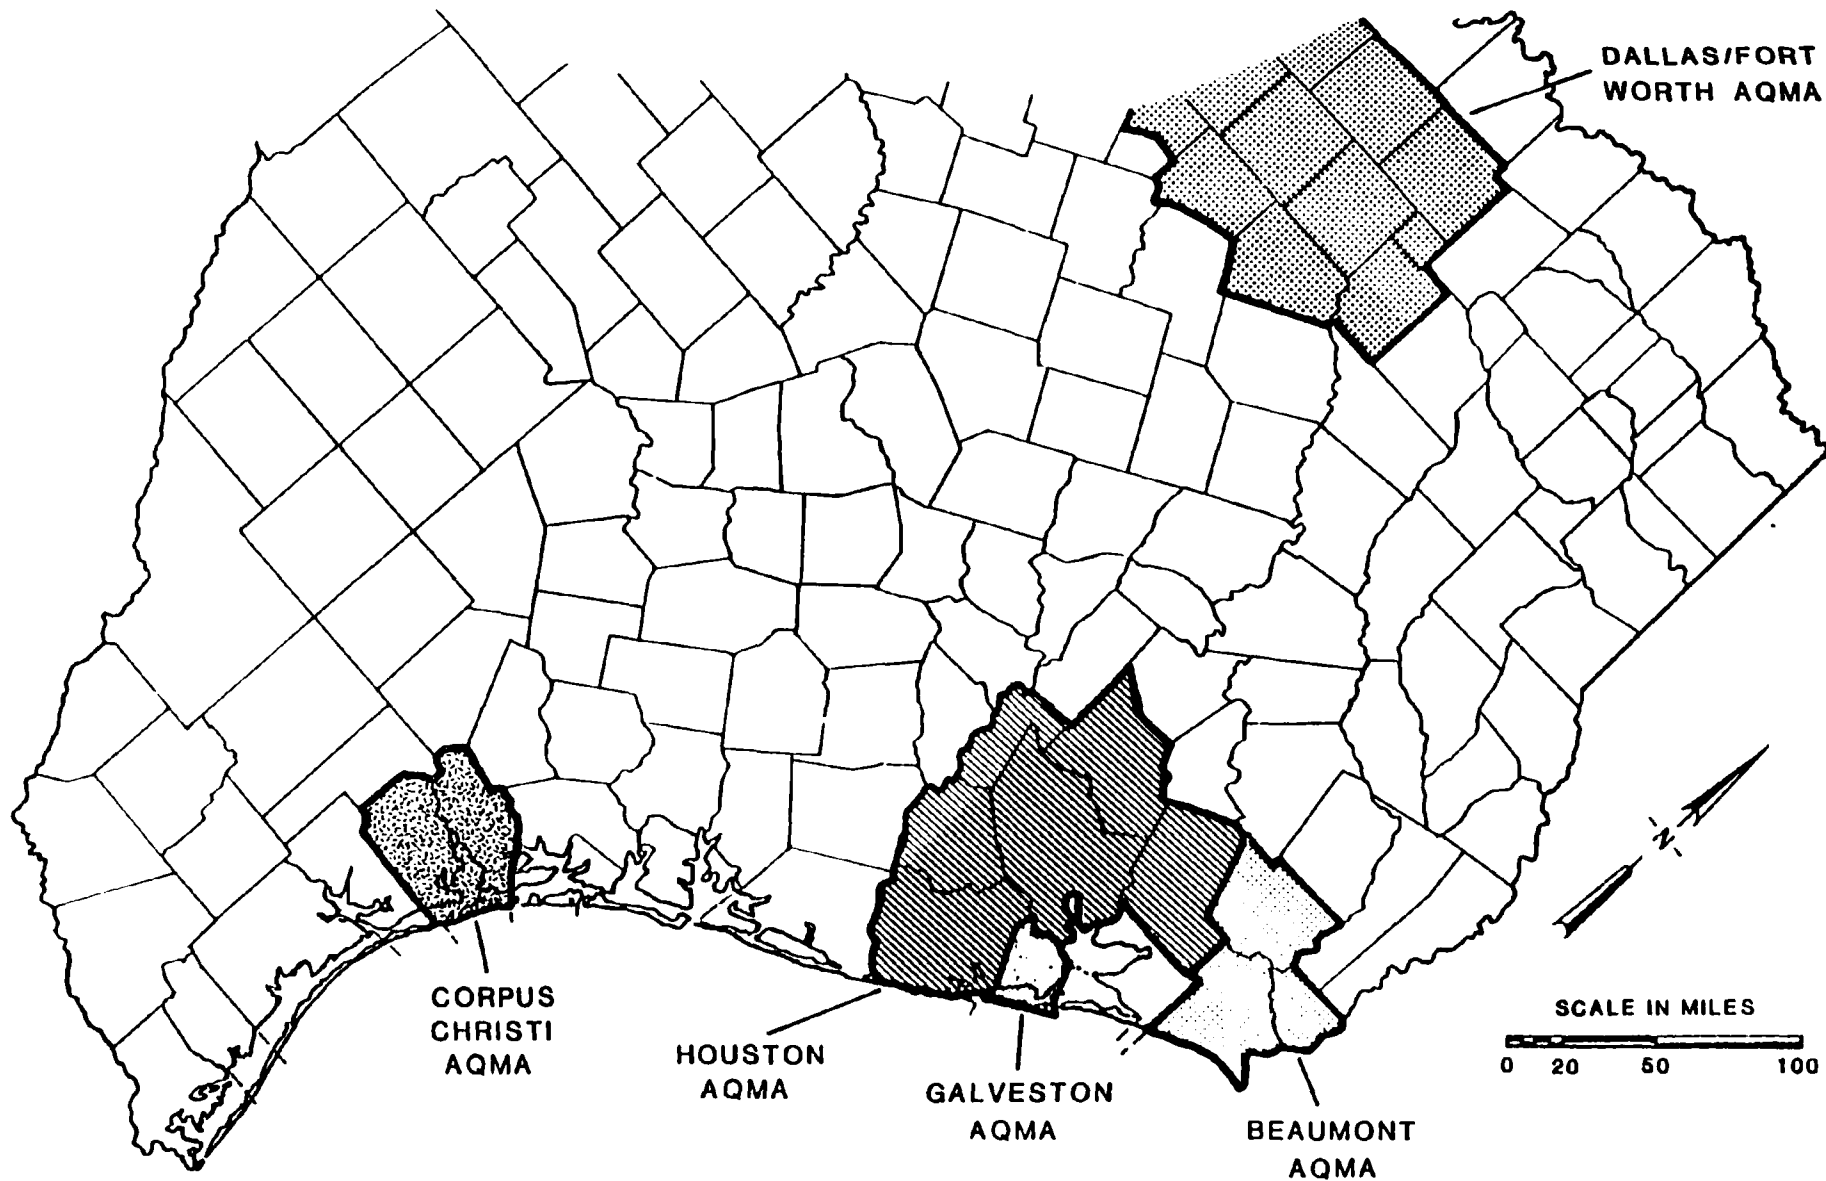 DALLAS/FORT
WORTH AQMA
N
CORPUS
CHRISTI
AQMA
HOUSTON
AQMA
GALVESTON
AQMA
BEAUMONT
AQMA
SCALE IN MILES
0 20 50 100